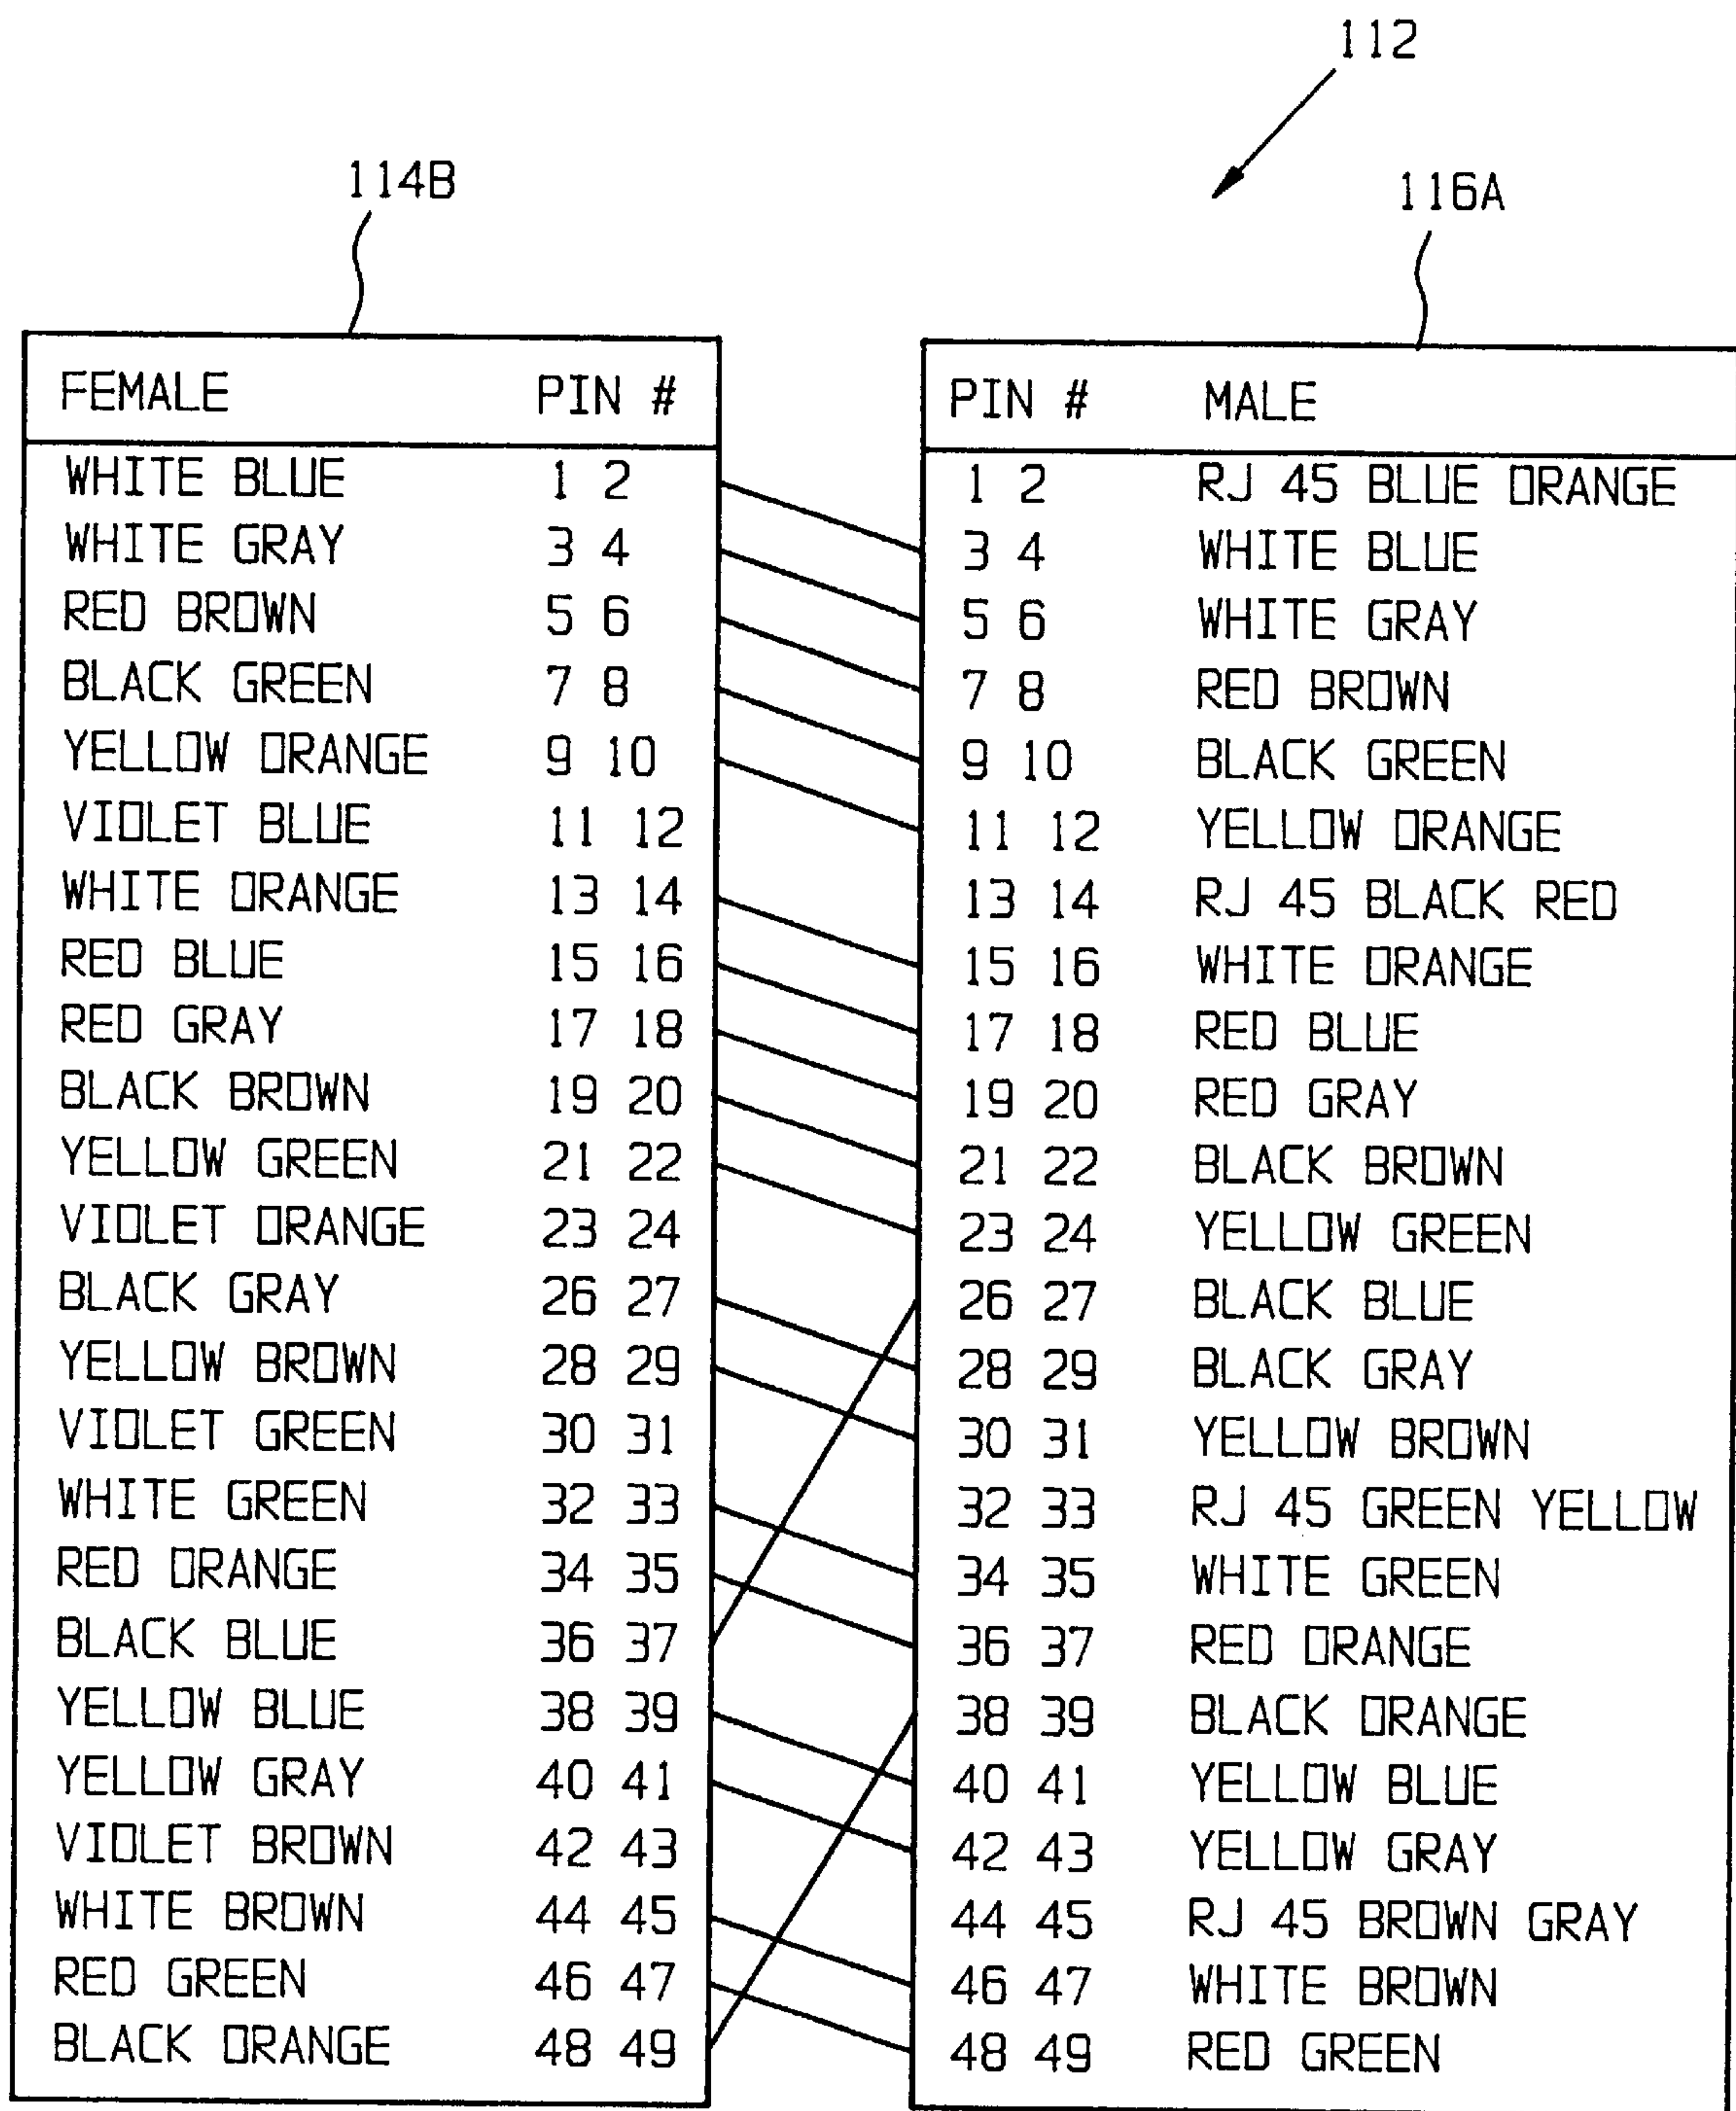 112
114B
116A
FEMALE PIN #
WHITE BLUE 1 2
WHITE GRAY 3 4
RED BROWN 5 6
BLACK GREEN 7 8
YELLOW ORANGE 9 10
VIOLET BLUE 11 12
WHITE ORANGE 13 14
RED BLUE 15 16
RED GRAY 17 18
BLACK BROWN 19 20
YELLOW GREEN 21 22
VIOLET ORANGE 23 24
BLACK GRAY 26 27
YELLOW BROWN 28 29
VIOLET GREEN 30 31
WHITE GREEN 32 33
RED ORANGE 34 35
BLACK BLUE 36 37
YELLOW BLUE 38 39
YELLOW GRAY 40 41
VIOLET BROWN 42 43
WHITE BROWN 44 45
RED GREEN 46 47
BLACK ORANGE 48 49
PIN # MALE
1 2 RJ 45 BLUE ORANGE
3 4 WHITE BLUE
5 6 WHITE GRAY
7 8 RED BROWN
9 10 BLACK GREEN
11 12 YELLOW ORANGE
13 14 RJ 45 BLACK RED
15 16 WHITE ORANGE
17 18 RED BLUE
19 20 RED GRAY
21 22 BLACK BROWN
23 24 YELLOW GREEN
26 27 BLACK BLUE
28 29 BLACK GRAY
30 31 YELLOW BROWN
32 33 RJ 45 GREEN YELLOW
34 35 WHITE GREEN
36 37 RED ORANGE
38 39 BLACK ORANGE
40 41 YELLOW BLUE
42 43 YELLOW GRAY
44 45 RJ 45 BROWN GRAY
46 47 WHITE BROWN
48 49 RED GREEN